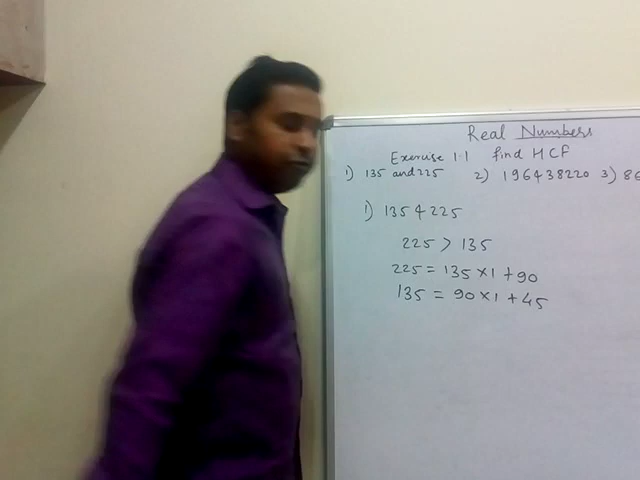 Real Numbers
Exercise 1.1 find HCF
1) 135 and 225 2) 196 & 38220 3) 86
1) 135 & 225
225 > 135
225 = 135 × 1 + 90
135 = 90 × 1 + 45